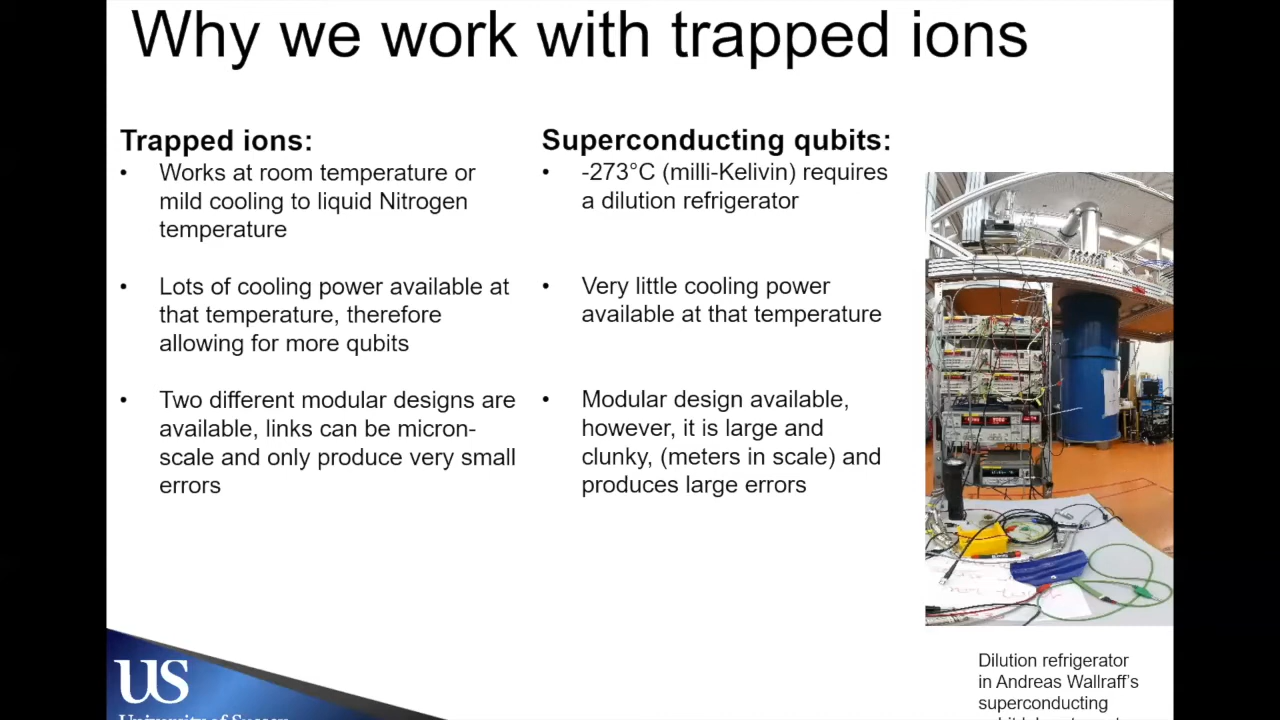 Why we work with trapped ions
Trapped ions:
• Works at room temperature or
mild cooling to liquid Nitrogen
temperature
• Lots of cooling power available at
that temperature, therefore
allowing for more qubits
• Two different modular designs are
available, links can be micron-
scale and only produce very small
errors
Superconducting qubits:
• -273°C (milli-Kelivin) requires
a dilution refrigerator
• Very little cooling power
available at that temperature
• Modular design available,
however, it is large and
clunky, (meters in scale) and
produces large errors
Dilution refrigerator
in Andreas Wallraff's
superconducting
US
University of Sussex